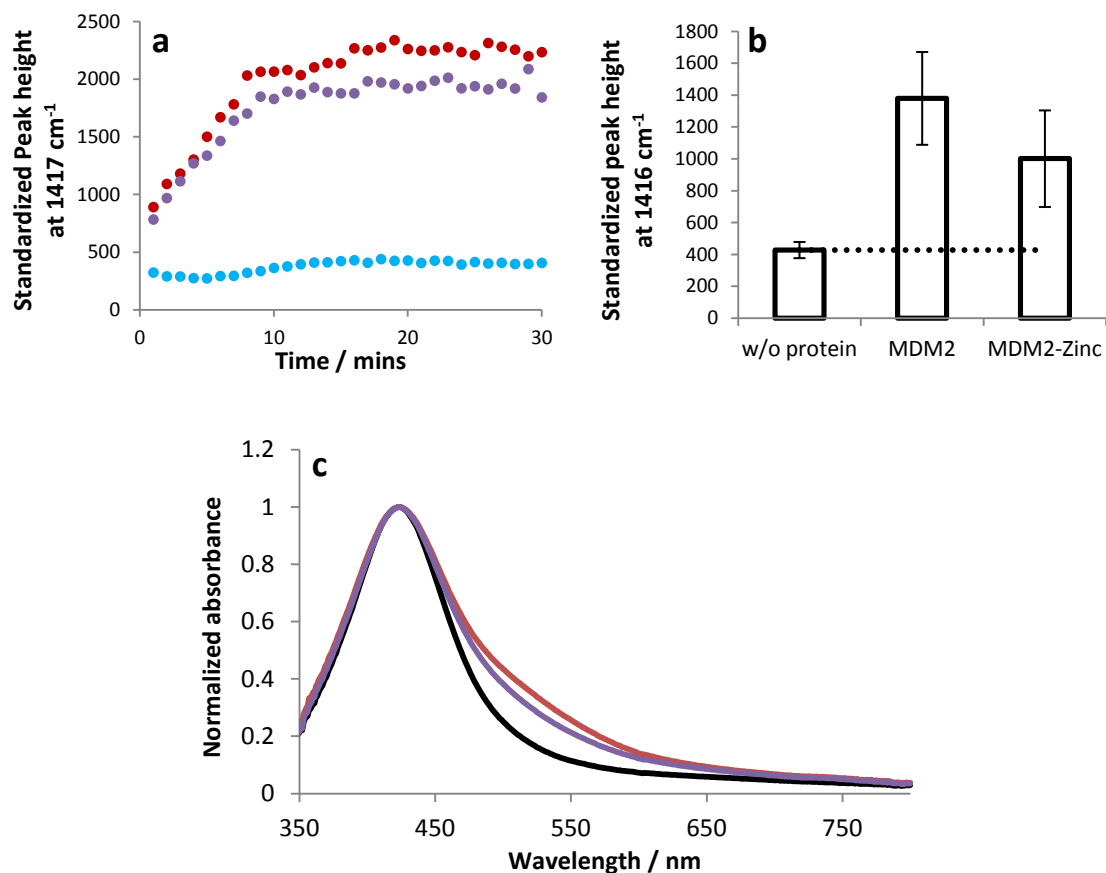 a
Standardized Peak height
at 1417 cm-1
2500
2000
1500
1000
500
0
0 10 20 30
Time / mins
b
Standardized peak height
at 1416 cm-1
1800
1600
1400
1200
1000
800
600
400
200
0
w/o protein MDM2 MDM2-Zinc
c
Normalized absorbance
1.2
1
0.8
0.6
0.4
0.2
0
350 450 550 650 750
Wavelength / nm